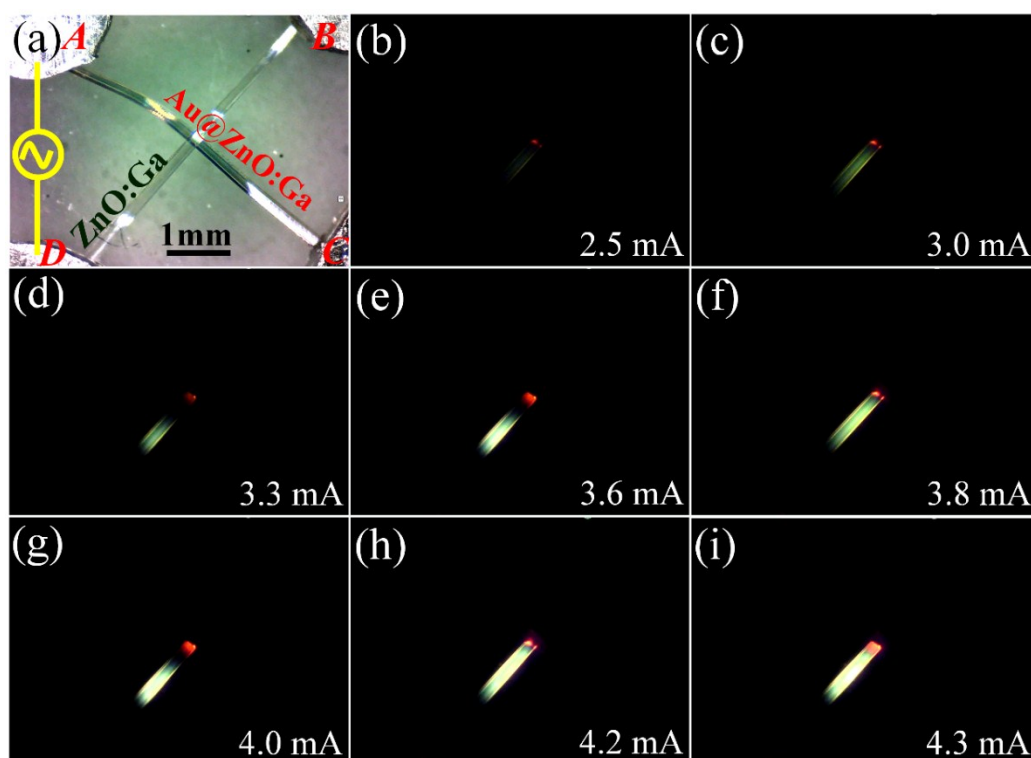 (a)
A
B
Au@ZnO:Ga
ZnO:Ga
D
1mm
C
(b)
2.5 mA
(c)
3.0 mA
(d)
3.3 mA
(e)
3.6 mA
(f)
3.8 mA
(g)
4.0 mA
(h)
4.2 mA
(i)
4.3 mA